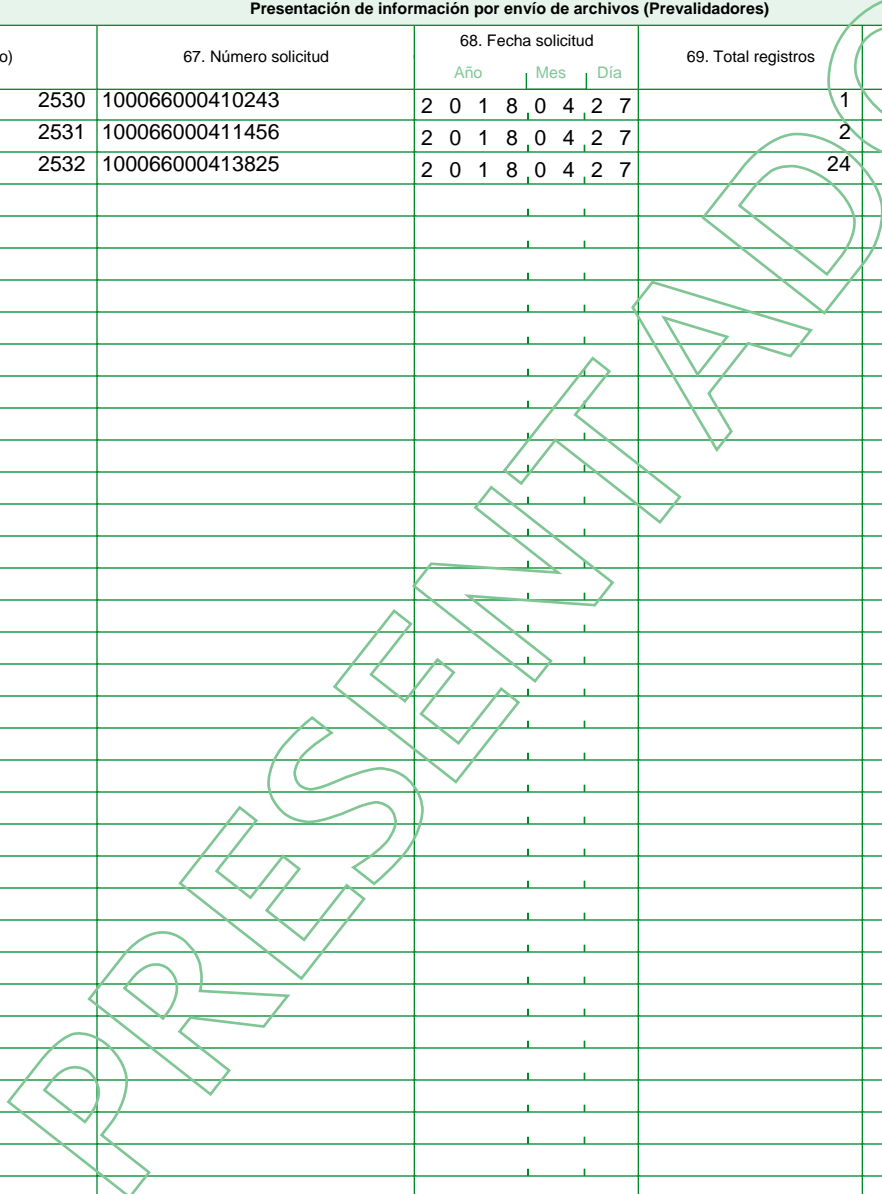 Presentación de información por envío de archivos (Prevalidadores)
o) 67. Número solicitud 68. Fecha solicitud 69. Total registros
Año Mes Día
2530 100066000410243 2 0 1 8 0 4 2 7 1
2531 100066000411456 2 0 1 8 0 4 2 7 2
2532 100066000413825 2 0 1 8 0 4 2 7 24
PRESENTADO